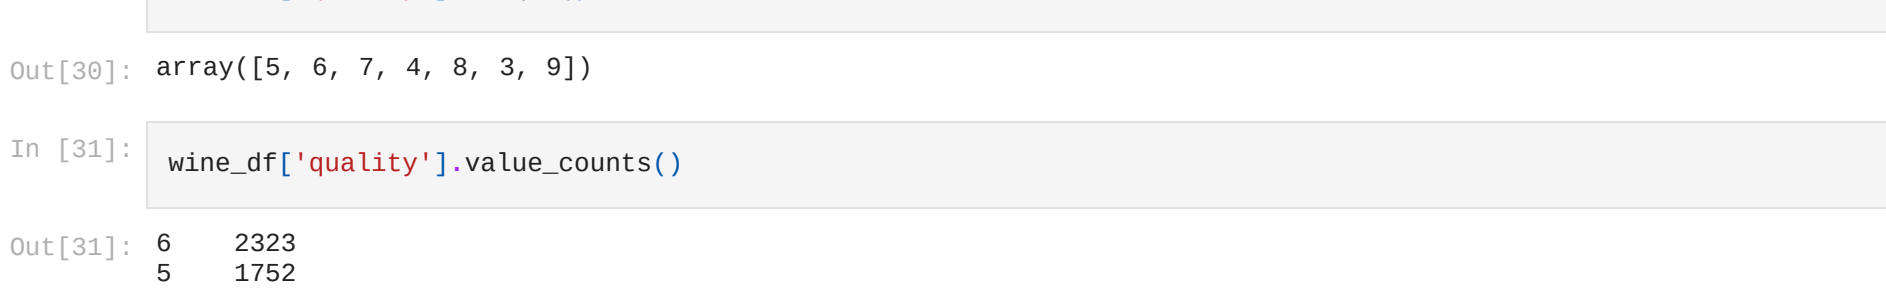 Out[30]: array([5, 6, 7, 4, 8, 3, 9])
In [31]: wine_df['quality'].value_counts()
Out[31]: 6    2323
5    1752